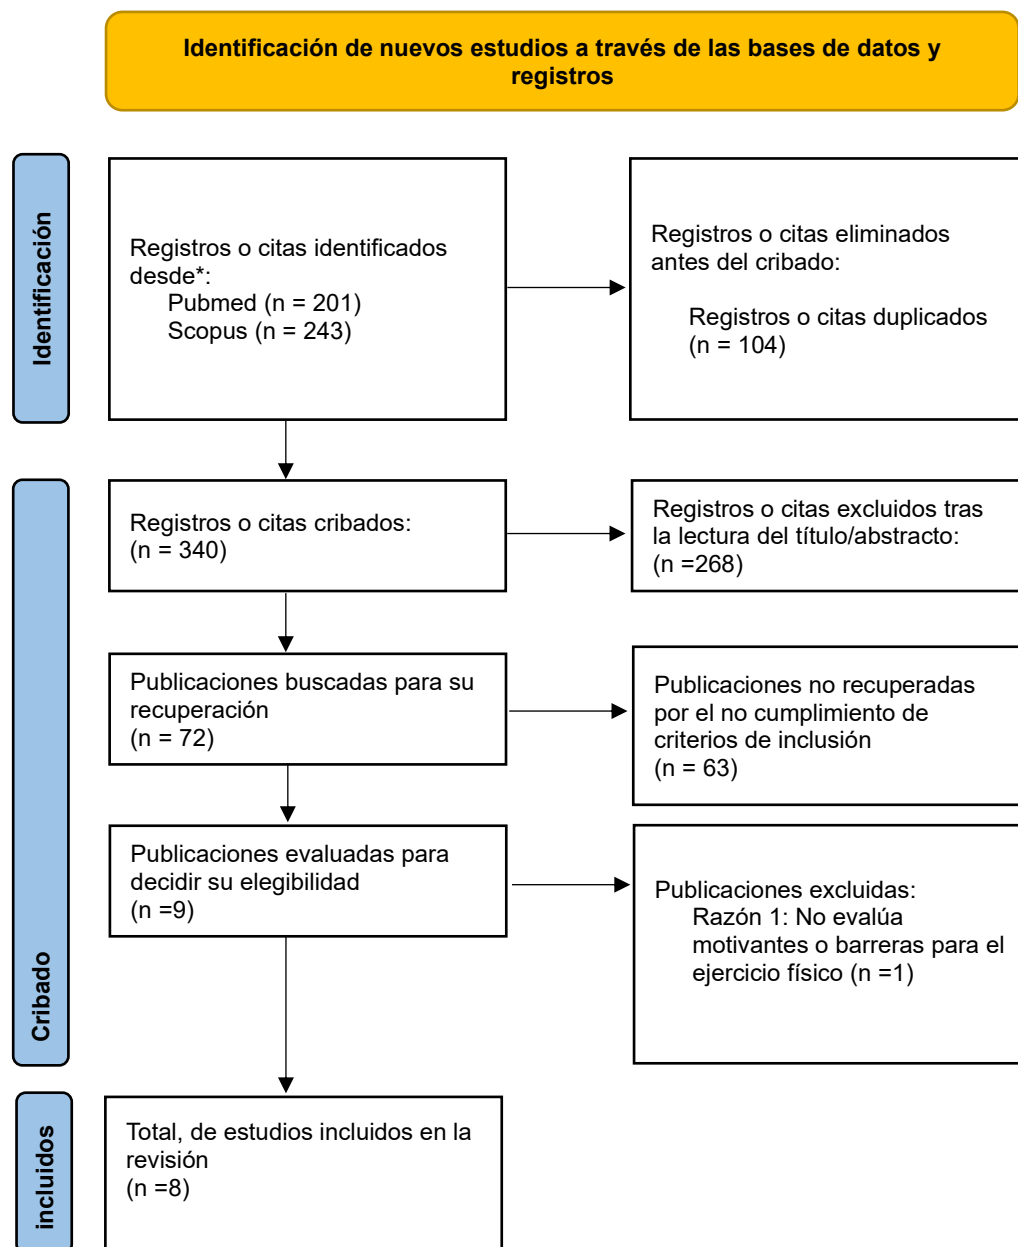 Identificación de nuevos estudios a través de las bases de datos y
registros
Identificación
Registros o citas identificados
desde*:
Pubmed (n = 201)
Scopus (n = 243)
Registros o citas eliminados
antes del cribado:
Registros o citas duplicados
(n = 104)
Cribado
Registros o citas cribados:
(n = 340)
Registros o citas excluidos tras
la lectura del título/abstracto:
(n =268)
Publicaciones buscadas para su
recuperación
(n = 72)
Publicaciones no recuperadas
por el no cumplimiento de
criterios de inclusión
(n = 63)
Publicaciones evaluadas para
decidir su elegibilidad
(n =9)
Publicaciones excluidas:
Razón 1: No evalúa
motivantes o barreras para el
ejercicio físico (n =1)
incluidos
Total, de estudios incluidos en la
revisión
(n =8)